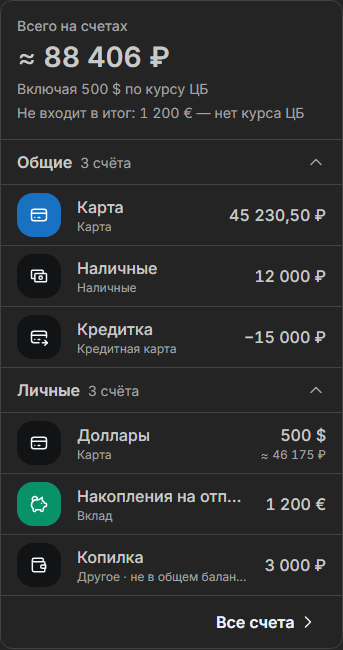 Всего на счетах
≈ 88 406 ₽
Включая 500 $ по курсу ЦБ
Не входит в итог: 1 200 € — нет курса ЦБ
Общие 3 счёта
Карта
45 230,50 ₽
Карта
Наличные
12 000 ₽
Наличные
Кредитка
−15 000 ₽
Кредитная карта
Личные 3 счёта
Доллары
500 $
Карта
≈ 46 175 ₽
Накопления на отп...
1 200 €
Вклад
Копилка
3 000 ₽
Другое · не в общем балан...
Все счета